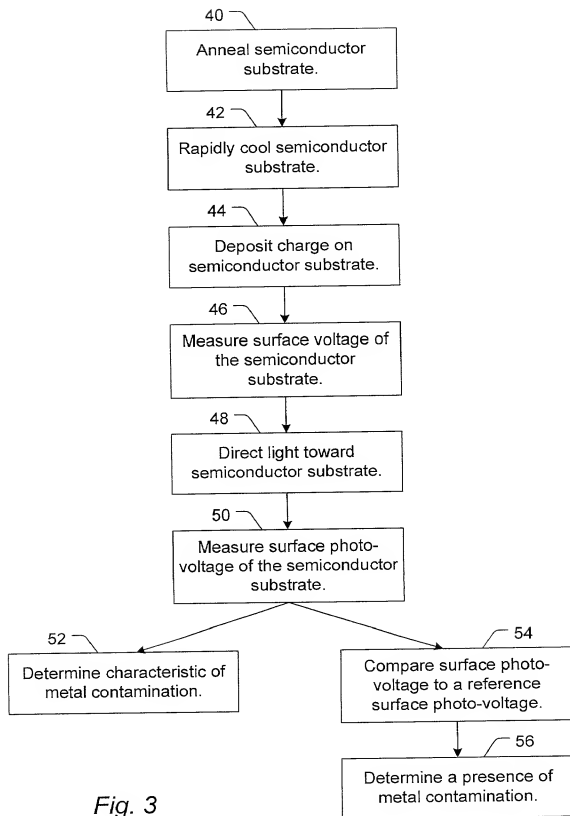 40
Anneal semiconductor
substrate.
42
Rapidly cool semiconductor
substrate.
44
Deposit charge on
semiconductor substrate.
46
Measure surface voltage of
the semiconductor
substrate.
48
Direct light toward
semiconductor substrate.
50
Measure surface photo-
voltage of the semiconductor
substrate.
52
Determine characteristic of
metal contamination.
54
Compare surface photo-
voltage to a reference
surface photo-voltage.
56
Determine a presence of
metal contamination.
Fig. 3